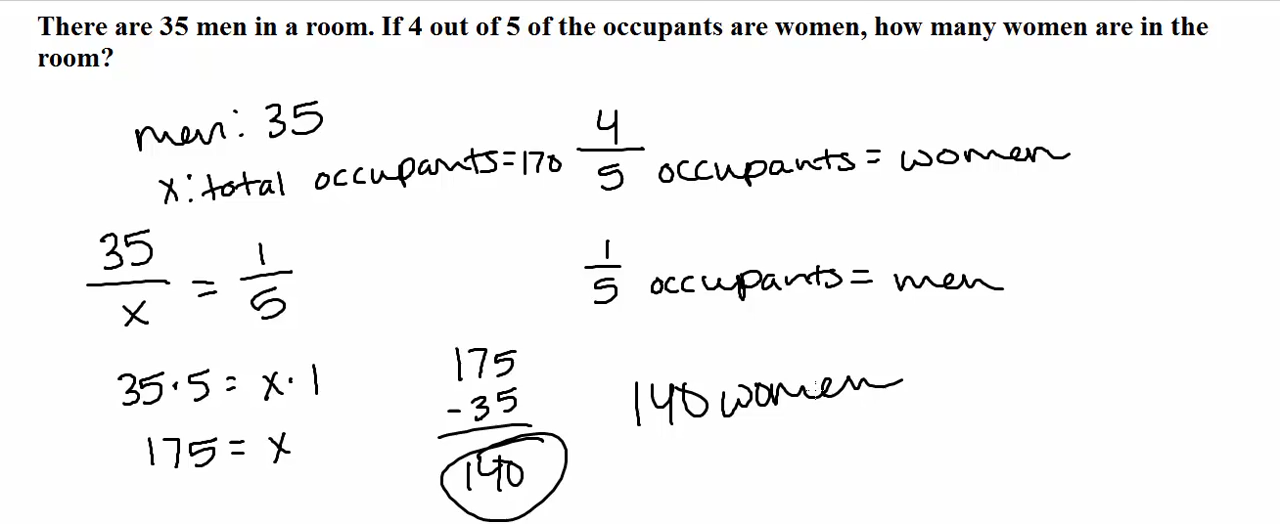 There are 35 men in a room. If 4 out of 5 of the occupants are women, how many women are in the
room?
men: 35
x: total occupants=170
4/5 occupants = women
35/x = 1/5
1/5 occupants = men
35·5 = x·1
175 = x
175
-35
140
140 women